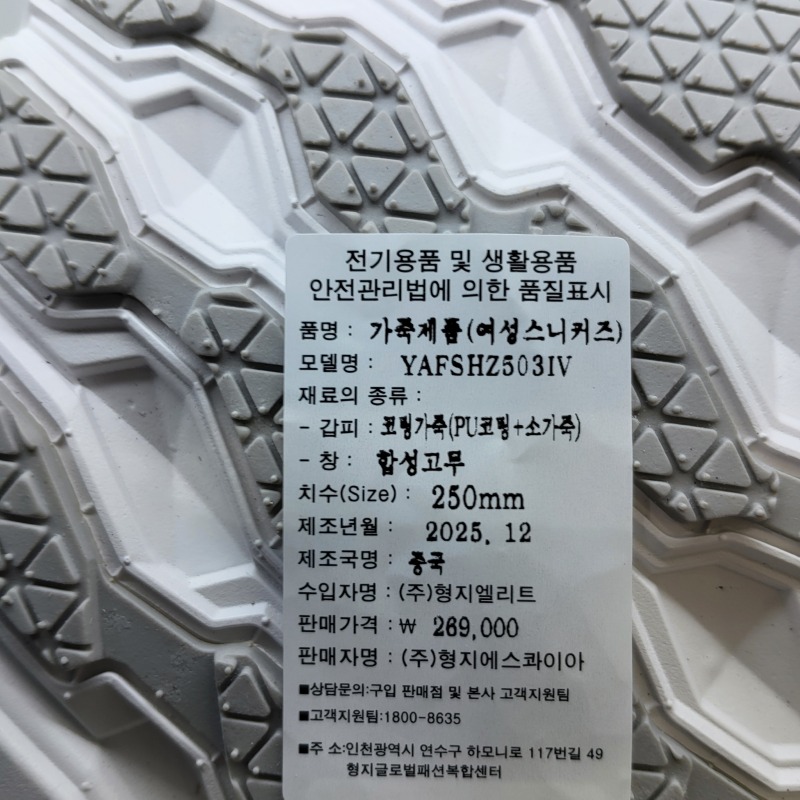 전기용품 및 생활용품
안전관리법에 의한 품질표시
품명 : 가죽제품(여성스니커즈)
모델명 : YAFSHZ503IV
재료의 종류 :
- 갑피 : 코팅가죽(PU코팅+소가죽)
- 창 : 합성고무
치수(Size) : 250mm
제조년월 : 2025. 12
제조국명 : 중국
수입자명 : (주)형지엘리트
판매가격 : ₩ 269,000
판매자명 : (주)형지에스콰이아
■상담문의:구입 판매점 및 본사 고객지원팀
■고객지원팀:1800-8635
■주 소:인천광역시 연수구 하모니로 117번길 49
형지글로벌패션복합센터